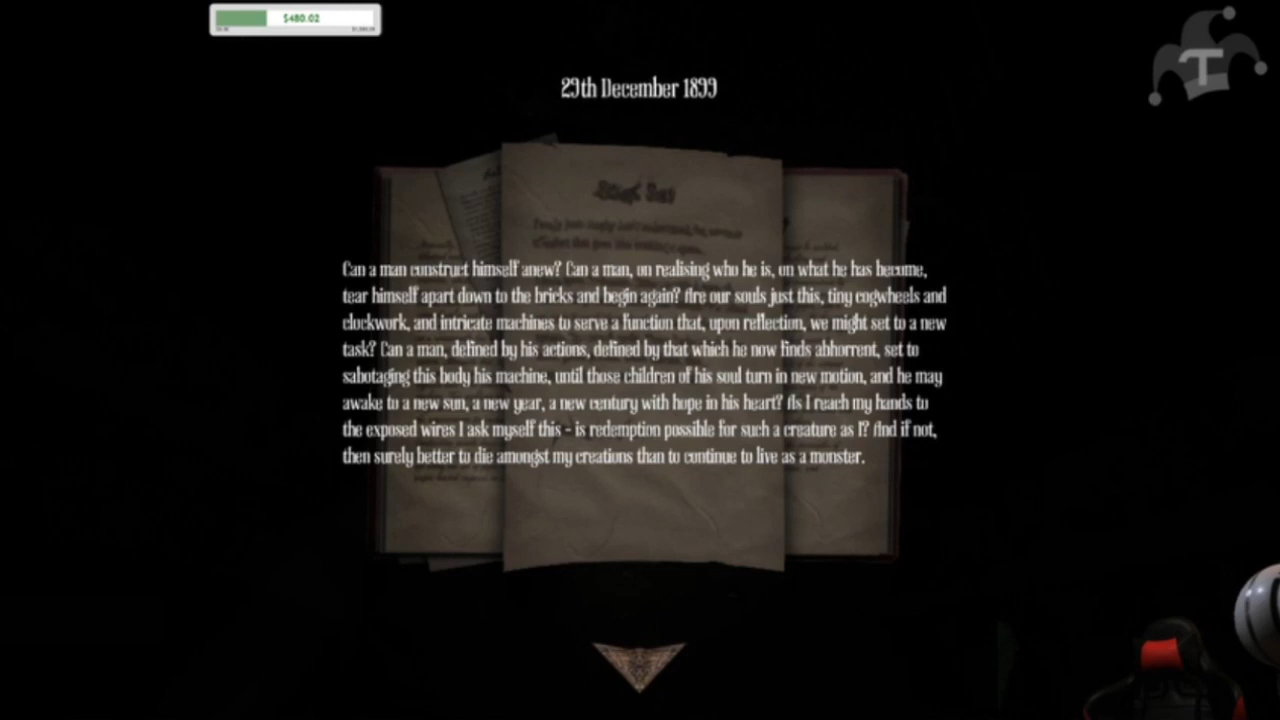 $480.02
29th December 1899
Can a man construct himself anew? Can a man, on realising who he is, on what he has become,
tear himself apart down to the bricks and begin again? Are our souls just this, tiny cogwheels and
clockwork, and intricate machines to serve a function that, upon reflection, we might set to a new
task? Can a man, defined by his actions, defined by that which he now finds abhorrent, set to
sabotaging this body his machine, until those children of his soul turn in new motion, and he may
awake to a new sun, a new year, a new century with hope in his heart? As I reach my hands to
the exposed wires I ask myself this - is redemption possible for such a creature as I? And if not,
then surely better to die amongst my creations than to continue to live as a monster.
T